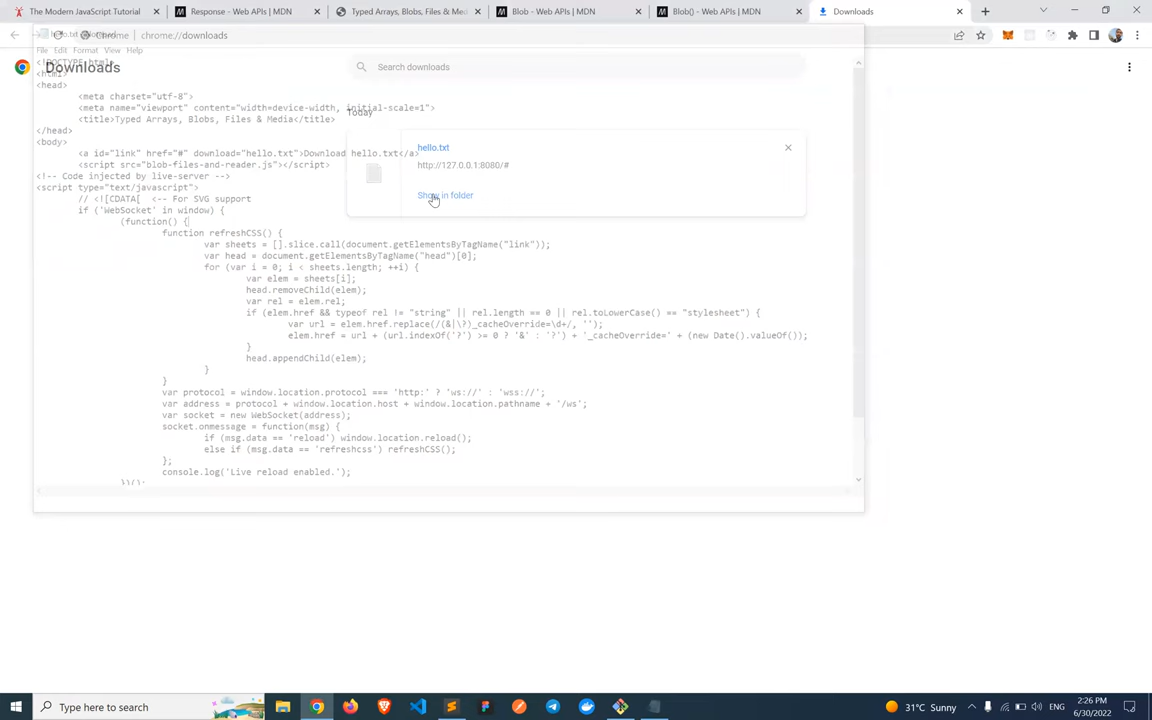 The Modern JavaScript Tutorial
Response - Web APIs | MDN
Typed Arrays, Blobs, Files & Med
Blob - Web APIs | MDN
Blob() - Web APIs | MDN
Downloads
Chrome
chrome://downloads
File Edit Format View Help
Downloads
Search downloads
Today
hello.txt
http://127.0.0.1:8080/#
Show in folder
<!DOCTYPE html>
<html>
<head>
<meta charset="utf-8">
<meta name="viewport" content="width=device-width, initial-scale=1">
<title>Typed Arrays, Blobs, Files & Media</title>
</head>
<body>
<a id="link" href="#" download="hello.txt">Download hello.txt</a>
<script src="blob-files-and-reader.js"></script>
<!-- Code injected by live-server -->
<script type="text/javascript">
// <![CDATA[  <-- For SVG support
if ('WebSocket' in window) {
(function() {
function refreshCSS() {
var sheets = [].slice.call(document.getElementsByTagName("link"));
var head = document.getElementsByTagName("head")[0];
for (var i = 0; i < sheets.length; ++i) {
var elem = sheets[i];
head.removeChild(elem);
var rel = elem.rel;
if (elem.href && typeof rel != "string" || rel.length == 0 || rel.toLowerCase() == "stylesheet") {
var url = elem.href.replace(/(&|\?)_cacheOverride=\d+/, '');
elem.href = url + (url.indexOf('?') >= 0 ? '&' : '?') + '_cacheOverride=' + (new Date().valueOf());
}
head.appendChild(elem);
}
}
var protocol = window.location.protocol === 'http:' ? 'ws://' : 'wss://';
var address = protocol + window.location.host + window.location.pathname + '/ws';
var socket = new WebSocket(address);
socket.onmessage = function(msg) {
if (msg.data == 'reload') window.location.reload();
else if (msg.data == 'refreshcss') refreshCSS();
};
console.log('Live reload enabled.');
})();
Type here to search
31°C Sunny
ENG
2:26 PM
6/30/2022